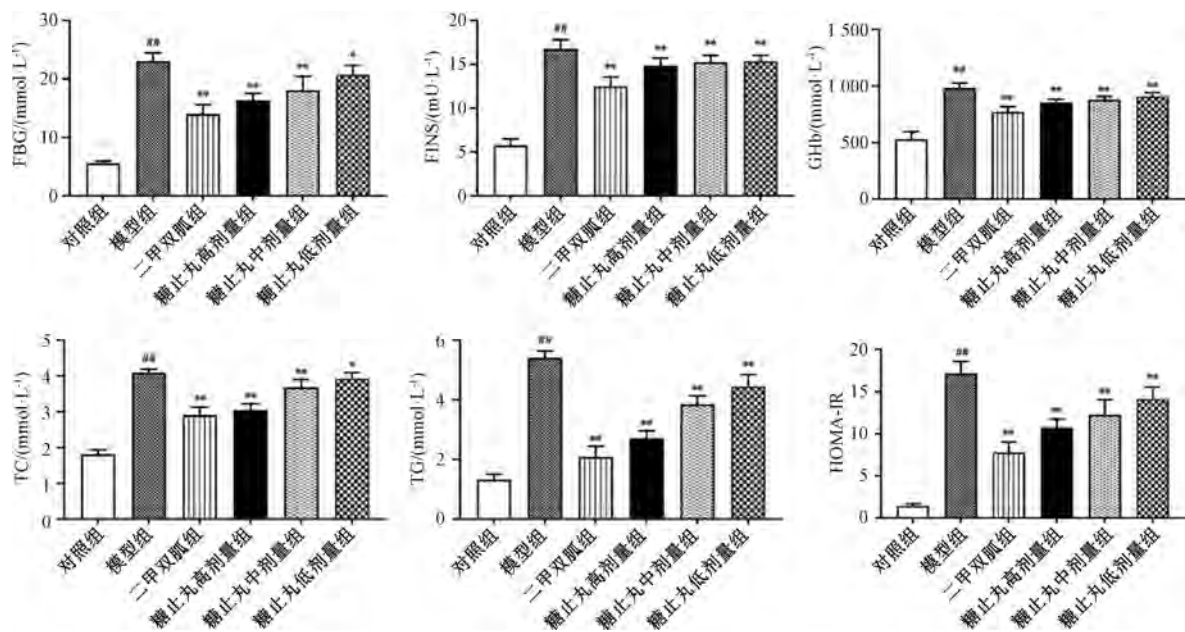 FBG/(mmol·L⁻¹)
30
20
10
0
##
**
**
**
*
对照组
模型组
二甲双胍组
糖止丸高剂量组
糖止丸中剂量组
糖止丸低剂量组
FINS/(mU·L⁻¹)
20
15
10
5
0
##
**
**
**
**
对照组
模型组
二甲双胍组
糖止丸高剂量组
糖止丸中剂量组
糖止丸低剂量组
GHb/(mmol·L⁻¹)
1 500
1 000
500
0
##
**
**
**
**
对照组
模型组
二甲双胍组
糖止丸高剂量组
糖止丸中剂量组
糖止丸低剂量组
TC/(mmol·L⁻¹)
5
4
3
2
1
0
##
**
**
**
*
对照组
模型组
二甲双胍组
糖止丸高剂量组
糖止丸中剂量组
糖止丸低剂量组
TG/(mmol·L⁻¹)
6
4
2
0
##
**
**
**
**
对照组
模型组
二甲双胍组
糖止丸高剂量组
糖止丸中剂量组
糖止丸低剂量组
HOMA-IR
20
15
10
5
0
##
**
**
**
**
对照组
模型组
二甲双胍组
糖止丸高剂量组
糖止丸中剂量组
糖止丸低剂量组